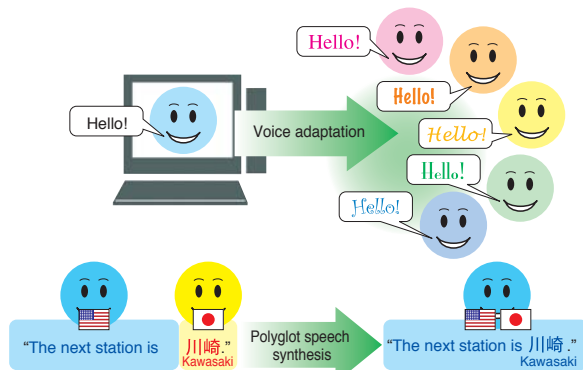 Hello!
Hello!
Hello!
Voice adaptation
Hello!
Hello!
Hello!
“The next station is 川崎.”
Kawasaki
Polyglot speech
synthesis
“The next station is 川崎.”
Kawasaki